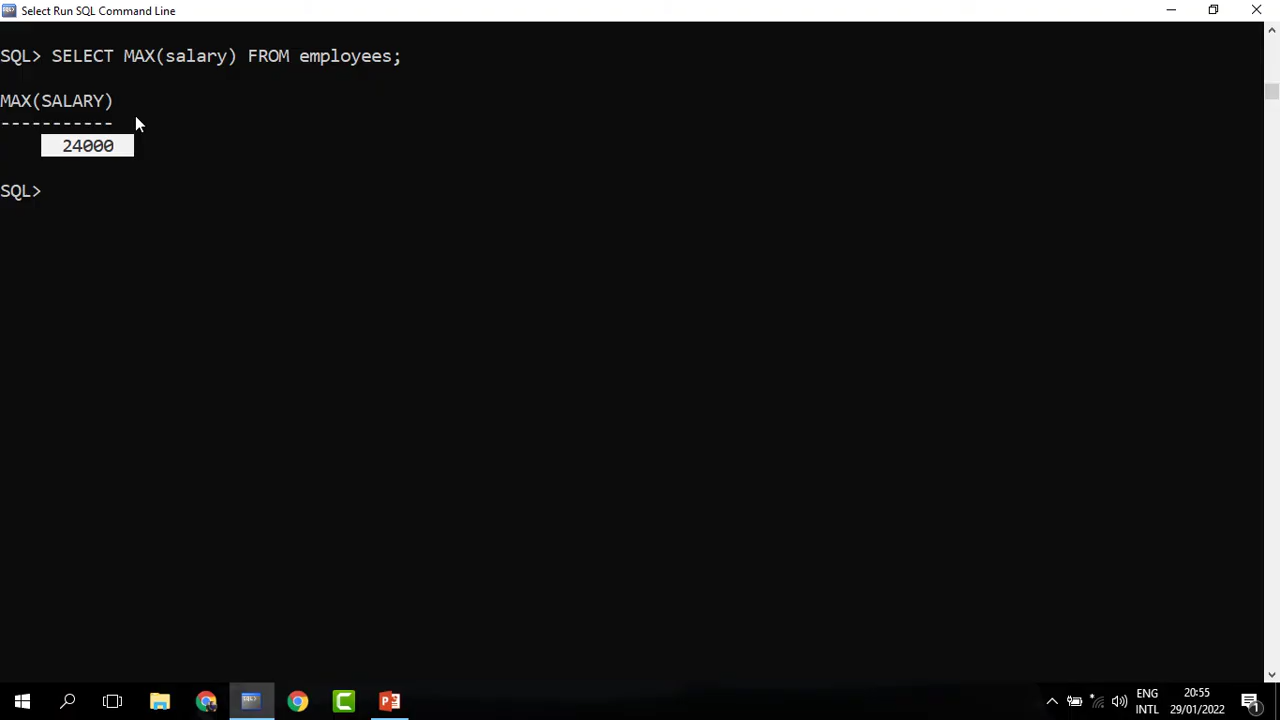 Select Run SQL Command Line
SQL> SELECT MAX(salary) FROM employees;
MAX(SALARY)
-----------
24000
SQL>
ENG
INTL
20:55
29/01/2022
1